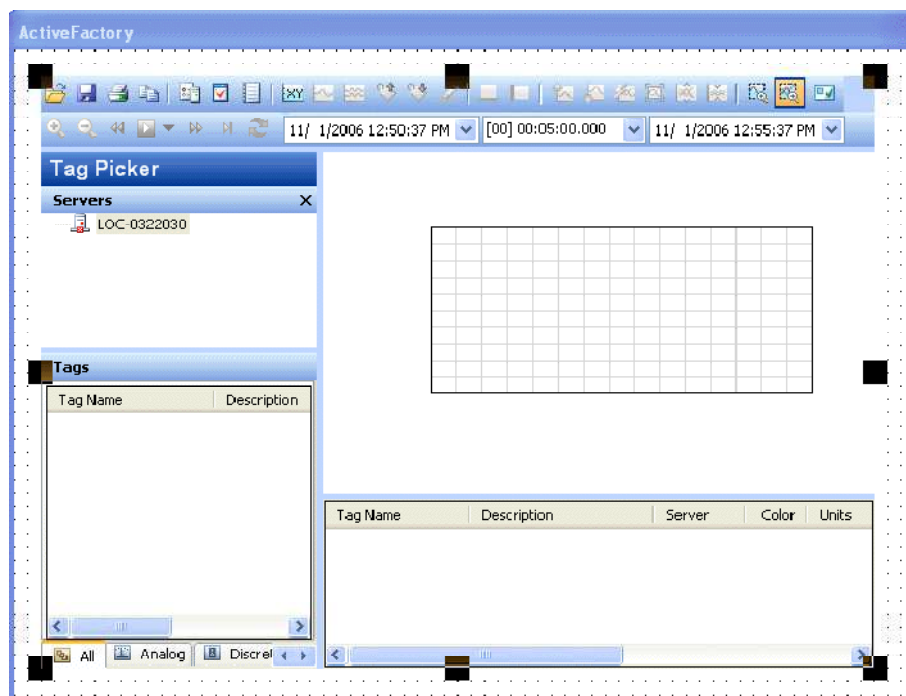 ActiveFactory
11/ 1/2006 12:50:37 PM [00] 00:05:00.000 11/ 1/2006 12:55:37 PM
Tag Picker
Servers X
LOC-0322030
Tags
Tag Name Description
All Analog Discret
Tag Name Description Server Color Units